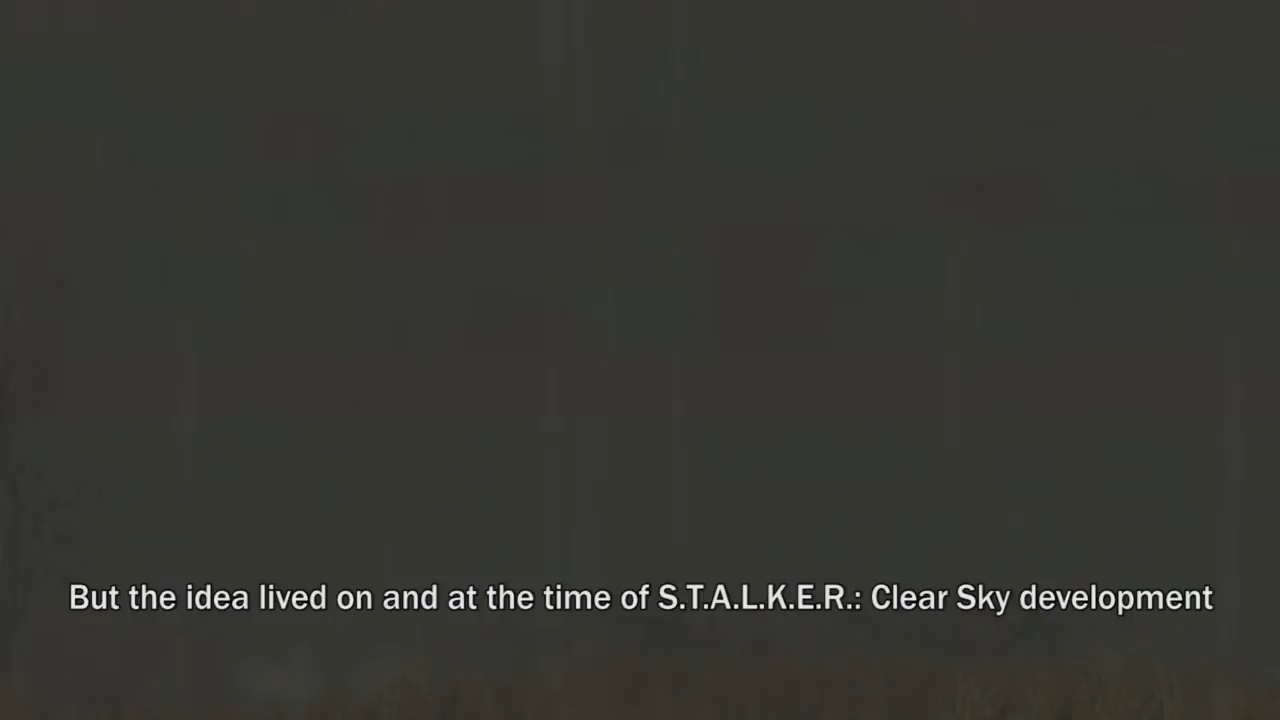 But the idea lived on and at the time of S.T.A.L.K.E.R.: Clear Sky development